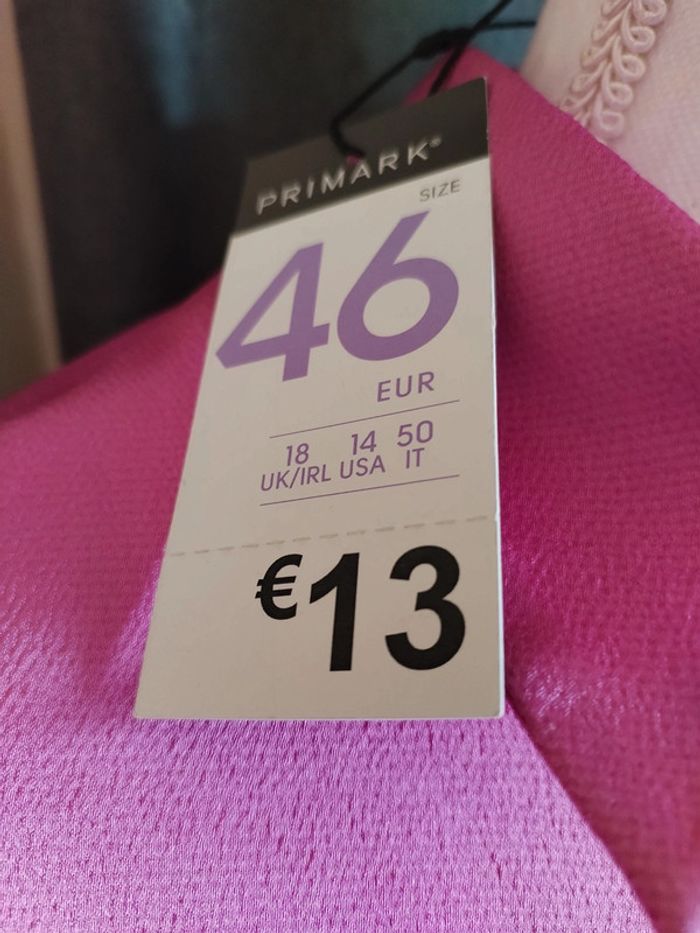 PRIMARK®
SIZE
46
EUR
18 14 50
UK/IRL USA IT
€13